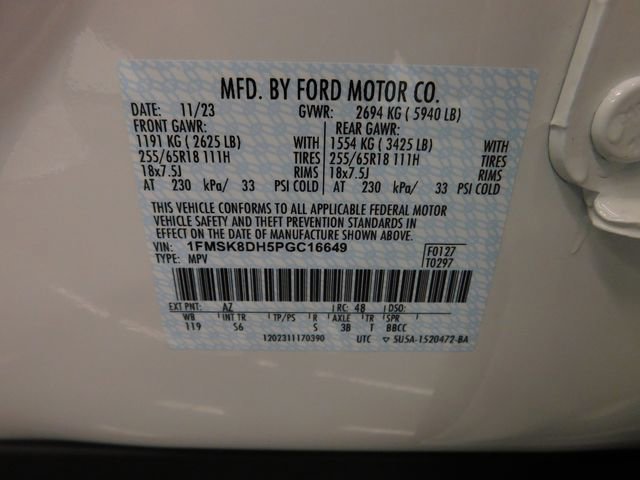 MFD. BY FORD MOTOR CO.
DATE: 11/23 GVWR: 2694 KG ( 5940 LB)
FRONT GAWR: REAR GAWR:
1191 KG ( 2625 LB) WITH 1554 KG ( 3425 LB) WITH
255/65R18 111H TIRES 255/65R18 111H TIRES
18x7.5J RIMS 18x7.5J RIMS
AT 230 kPa/ 33 PSI COLD AT 230 kPa/ 33 PSI COLD
THIS VEHICLE CONFORMS TO ALL APPLICABLE FEDERAL MOTOR
VEHICLE SAFETY AND THEFT PREVENTION STANDARDS IN
EFFECT ON THE DATE OF MANUFACTURE SHOWN ABOVE.
VIN: 1FMSK8DH5PGC16649 F0127
TYPE: MPV T0297
EXT PNT: AZ RC: 48 DSO:
WB INT TR TP/PS R AXLE TR SPR
119 S6 S 3B T BBCC
1202311170390 UTC ▽ 5U5A-1520472-BA